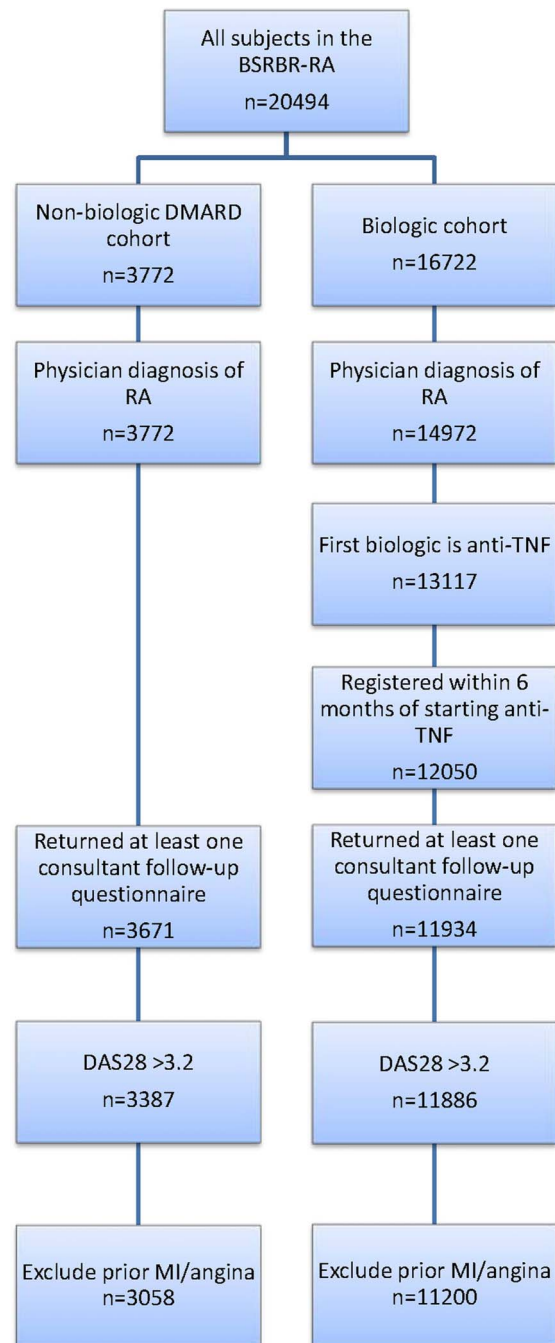 All subjects in the
BSRBR-RA
n=20494
Non-biologic DMARD
cohort
n=3772
Biologic cohort
n=16722
Physician diagnosis of
RA
n=3772
Physician diagnosis of
RA
n=14972
First biologic is anti-TNF
n=13117
Registered within 6
months of starting anti-
TNF
n=12050
Returned at least one
consultant follow-up
questionnaire
n=3671
Returned at least one
consultant follow-up
questionnaire
n=11934
DAS28 >3.2
n=3387
DAS28 >3.2
n=11886
Exclude prior MI/angina
n=3058
Exclude prior MI/angina
n=11200